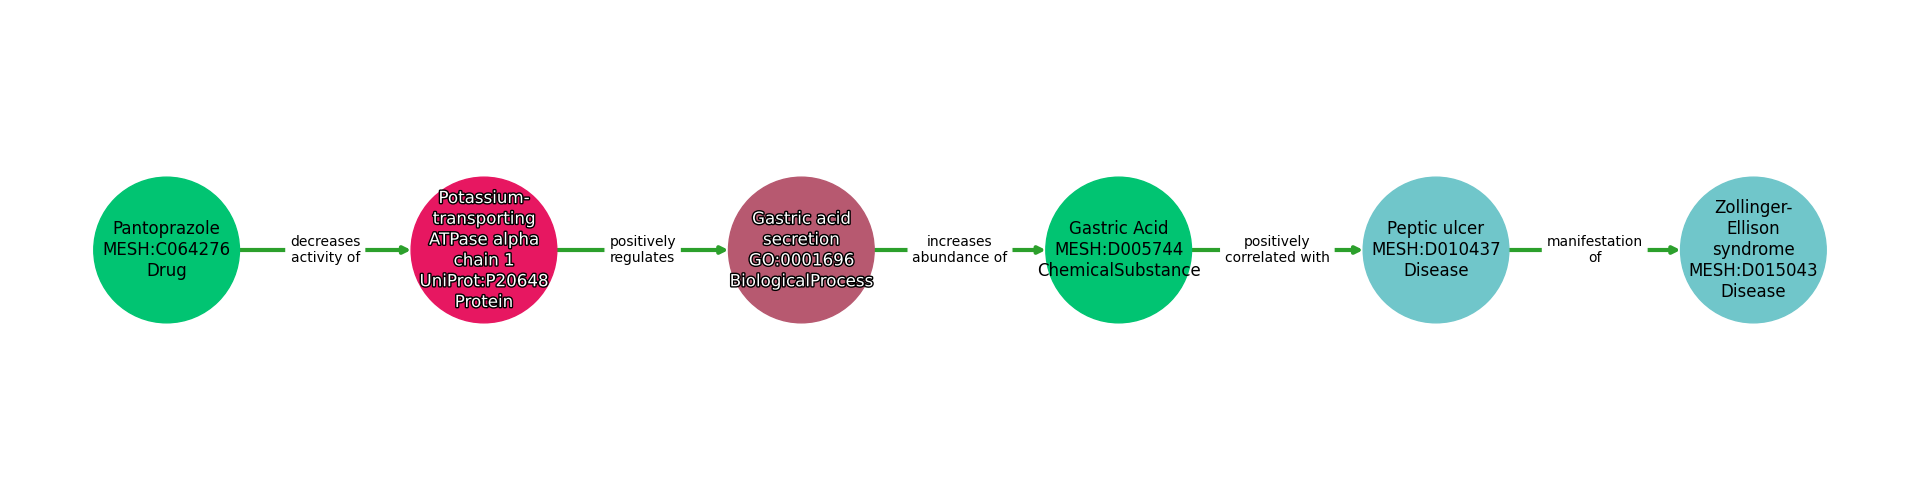 Pantoprazole
MESH:C064276
Drug
decreases
activity of
Potassium-
transporting
ATPase alpha
chain 1
UniProt:P20648
Protein
positively
regulates
Gastric acid
secretion
GO:0001696
BiologicalProcess
increases
abundance of
Gastric Acid
MESH:D005744
ChemicalSubstance
positively
correlated with
Peptic ulcer
MESH:D010437
Disease
manifestation
of
Zollinger-
Ellison
syndrome
MESH:D015043
Disease